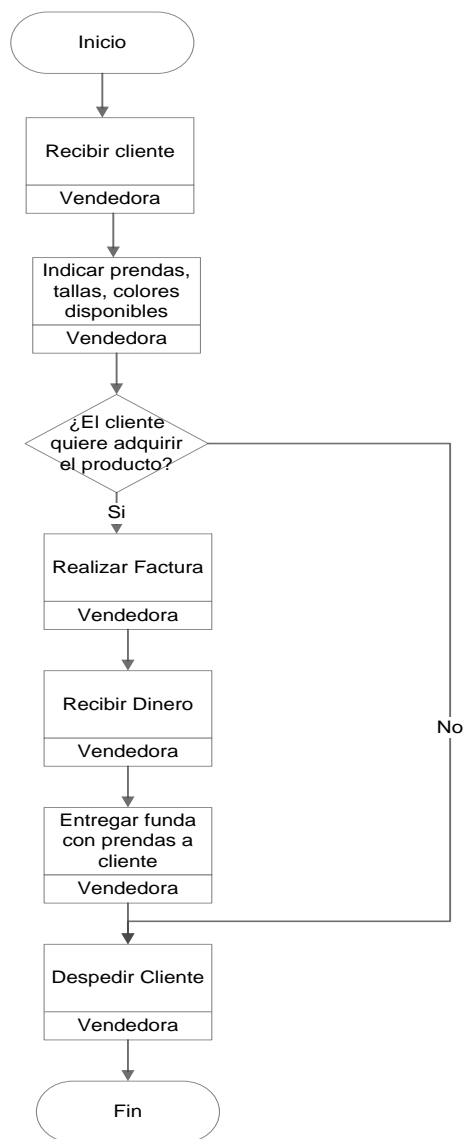 Inicio
Recibir cliente
Vendedora
Indicar prendas,
tallas, colores
disponibles
Vendedora
¿El cliente
quiere adquirir
el producto?
Si
Realizar Factura
Vendedora
Recibir Dinero
Vendedora
No
Entregar funda
con prendas a
cliente
Vendedora
Despedir Cliente
Vendedora
Fin